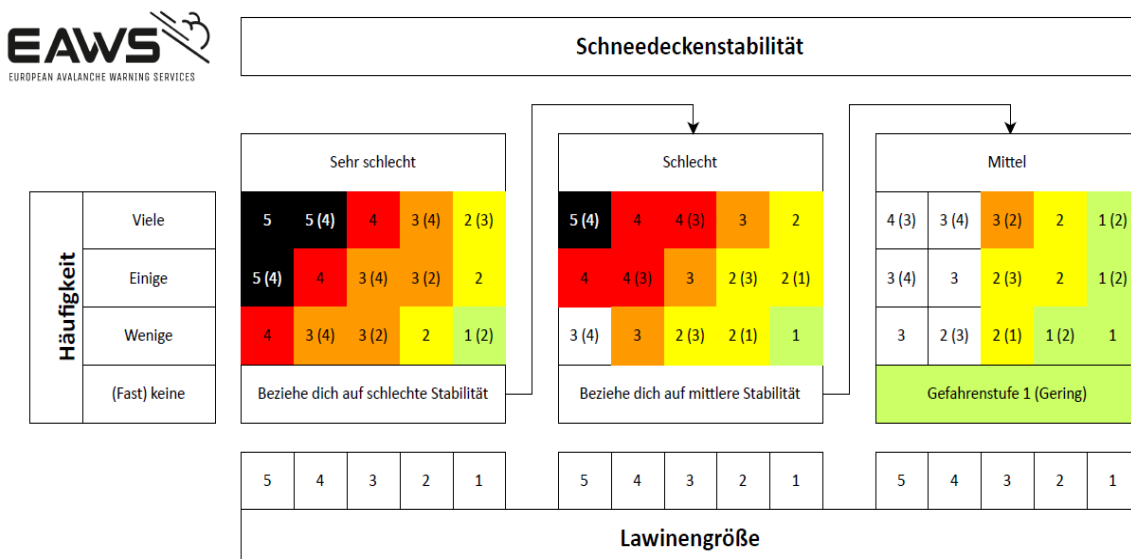 EAWS
EUROPEAN AVALANCHE WARNING SERVICES
Schneedeckenstabilität
Sehr schlecht
Schlecht
Mittel
Häufigkeit
Viele
5 5 (4) 4 3 (4) 2 (3)
5 (4) 4 4 (3) 3 2
4 (3) 3 (4) 3 (2) 2 1 (2)
Einige
5 (4) 4 3 (4) 3 (2) 2
4 4 (3) 3 2 (3) 2 (1)
3 (4) 3 2 (3) 2 1 (2)
Wenige
4 3 (4) 3 (2) 2 1 (2)
3 (4) 3 2 (3) 2 (1) 1
3 2 (3) 2 (1) 1 (2) 1
(Fast) keine
Beziehe dich auf schlechte Stabilität
Beziehe dich auf mittlere Stabilität
Gefahrenstufe 1 (Gering)
5 4 3 2 1
5 4 3 2 1
5 4 3 2 1
Lawinengröße